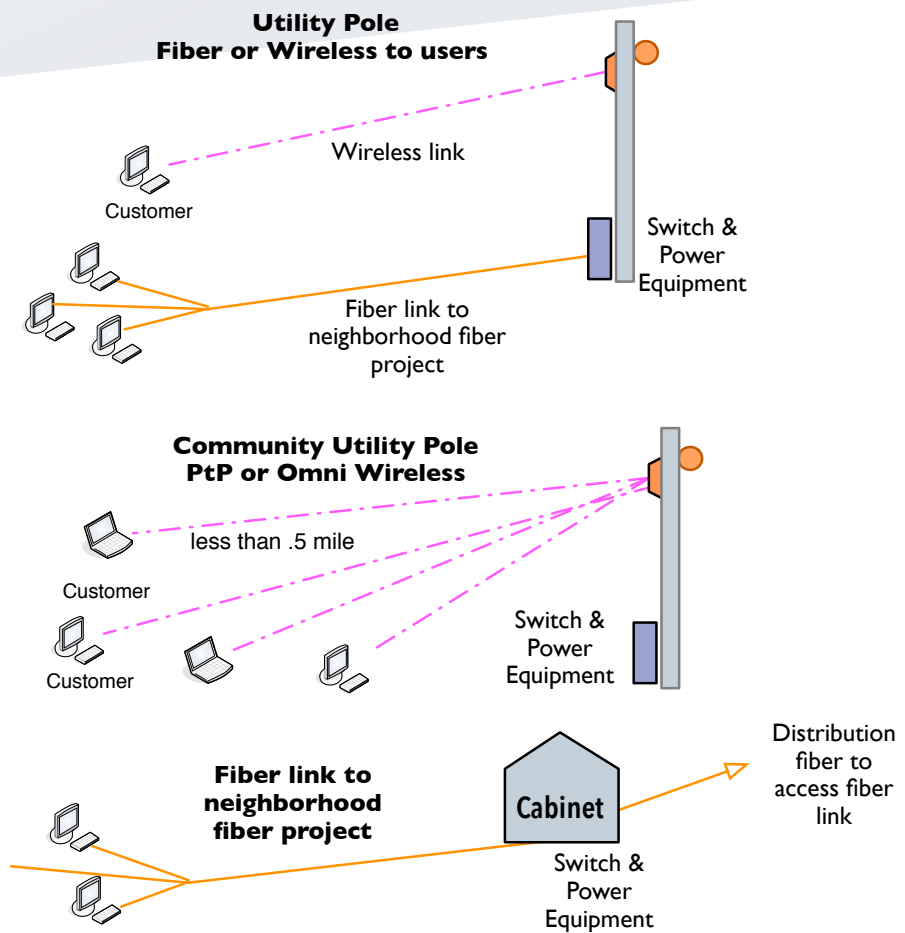 Utility Pole
Fiber or Wireless to users
Wireless link
Customer
Switch &
Power
Equipment
Fiber link to
neighborhood fiber
project
Community Utility Pole
PtP or Omni Wireless
less than .5 mile
Customer
Customer
Switch &
Power
Equipment
Fiber link to
neighborhood
fiber project
Cabinet
Distribution
fiber to
access fiber
link
Switch &
Power
Equipment